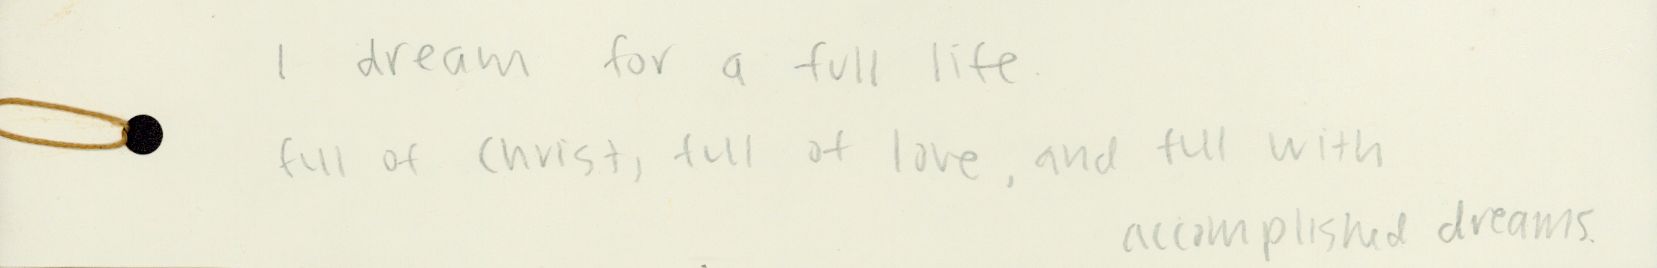 I dream for a full life.
full of Christ, full of love, and full with
accomplished dreams.